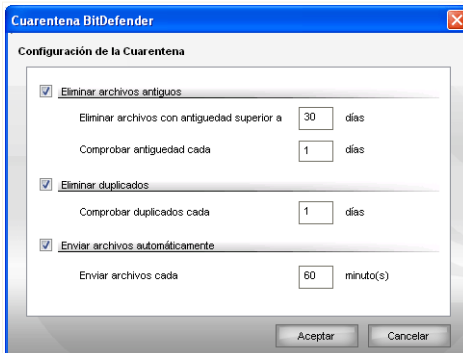 Cuarentena BitDefender
Configuración de la Cuarentena
Eliminar archivos antiguos
Eliminar archivos con antiguedad superior a 30 días
Comprobar antiguedad cada 1 días
Eliminar duplicados
Comprobar duplicados cada 1 días
Enviar archivos automáticamente
Enviar archivos cada 60 minuto(s)
Aceptar Cancelar